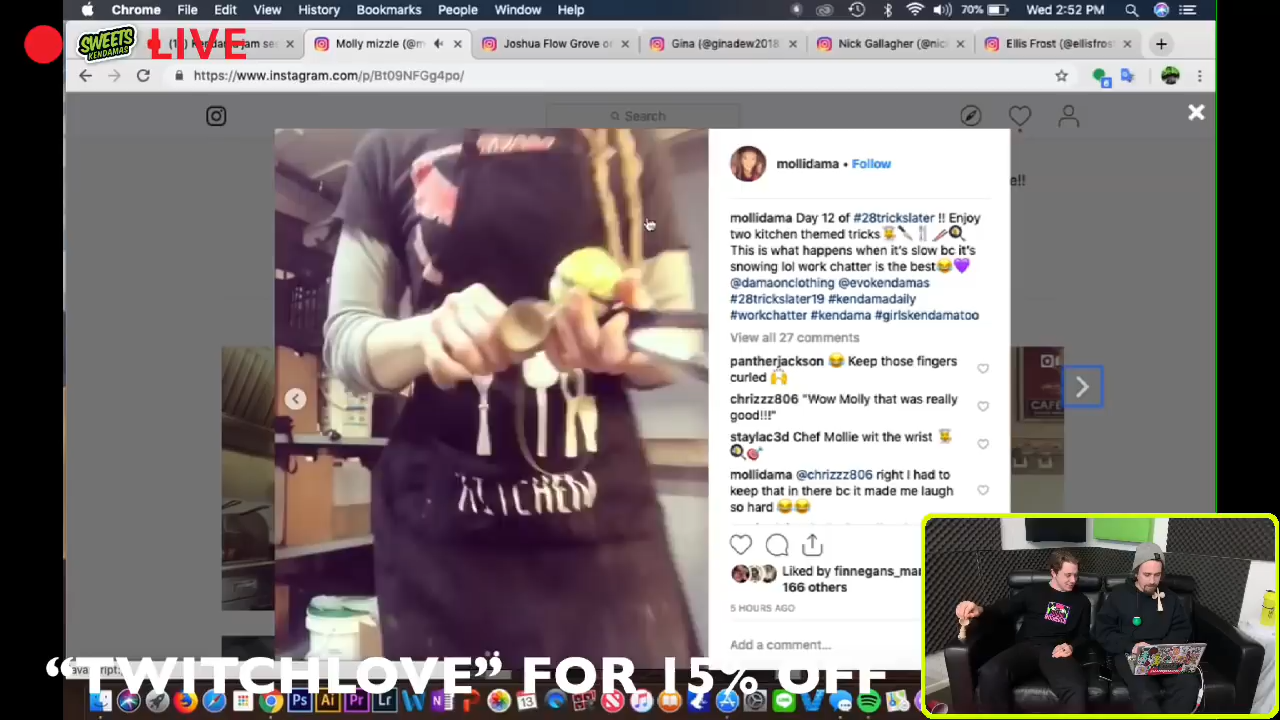 Chrome File Edit View History Bookmarks People Window Help 70% Wed 2:52 PM
SWEETS KENDAMAS LIVE
Molly mizzle (@m
Joshua Flow Grove on
Gina (@ginadew2018
Nick Gallagher (@nic
Ellis Frost (@ellisfros
https://www.instagram.com/p/Bt09NFGg4po/
Search
mollidama • Follow
mollidama Day 12 of #28trickslater !! Enjoy
two kitchen themed tricks
This is what happens when it's slow bc it's
snowing lol work chatter is the best
@damaonclothing @evokendamas
#28trickslater19 #kendamadaily
#workchatter #kendama #girlskendamatoo
View all 27 comments
pantherjackson 😂 Keep those fingers
curled 🙌
chrizzz806 "Wow Molly that was really
good!!!"
staylac3d Chef Mollie wit the wrist
mollidama @chrizzz806 right I had to
keep that in there bc it made me laugh
so hard 😂😂
KITCHEN
Liked by finnegans_mar
166 others
5 HOURS AGO
Add a comment...
FOR 15% OFF